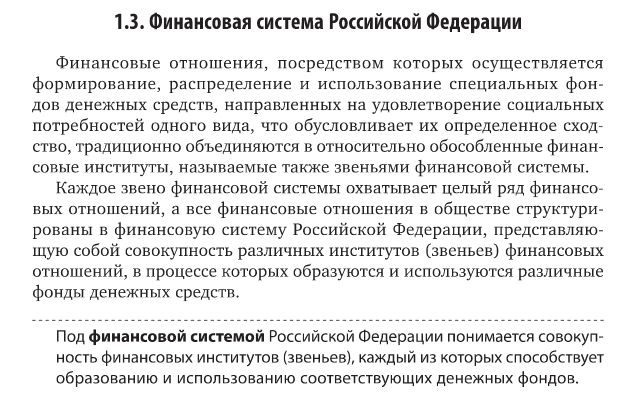 1.3. Финансовая система Российской Федерации
Финансовые отношения, посредством которых осуществляется
формирование, распределение и использование специальных фон-
дов денежных средств, направленных на удовлетворение социальных
потребностей одного вида, что обусловливает их определенное сход-
ство, традиционно объединяются в относительно обособленные финан-
совые институты, называемые также звеньями финансовой системы.
Каждое звено финансовой системы охватывает целый ряд финансо-
вых отношений, а все финансовые отношения в обществе структури-
рованы в финансовую систему Российской Федерации, представляю-
щую собой совокупность различных институтов (звеньев) финансовых
отношений, в процессе которых образуются и используются различные
фонды денежных средств.
Под финансовой системой Российской Федерации понимается совокуп-
ность финансовых институтов (звеньев), каждый из которых способствует
образованию и использованию соответствующих денежных фондов.